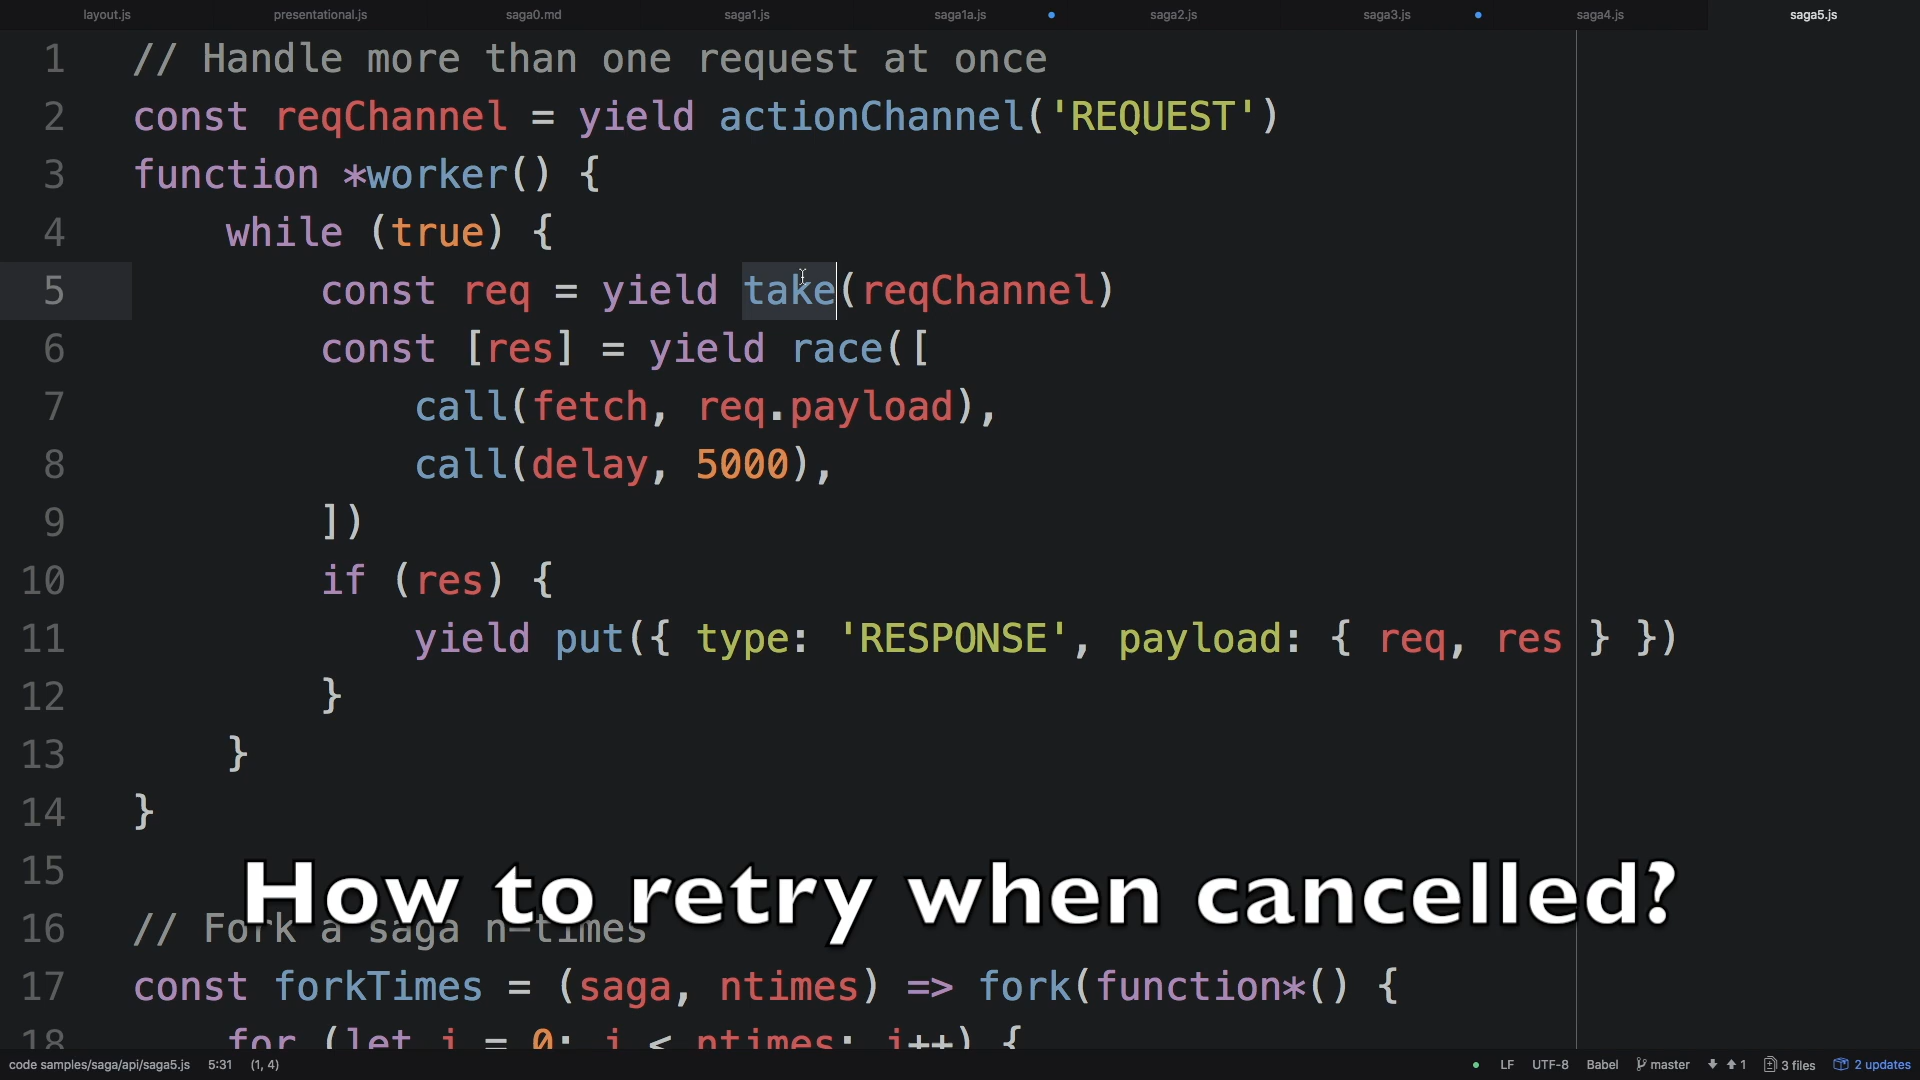 layout.js presentational.js saga0.md saga1.js saga1a.js saga2.js saga3.js saga4.js saga5.js
1 // Handle more than one request at once
2 const reqChannel = yield actionChannel('REQUEST')
3 function *worker() {
4 while (true) {
5 const req = yield take(reqChannel)
6 const [res] = yield race([
7 call(fetch, req.payload),
8 call(delay, 5000),
9 ])
10 if (res) {
11 yield put({ type: 'RESPONSE', payload: { req, res } })
12 }
13 }
14 }
15
How to retry when cancelled?
16 // Fork a saga n-times
17 const forkTimes = (saga, ntimes) => fork(function*() {
18 for (let i = 0; i < ntimes; i++) {
code samples/saga/api/saga5.js 5:31 (1, 4) LF UTF-8 Babel master 1 3 files 2 updates